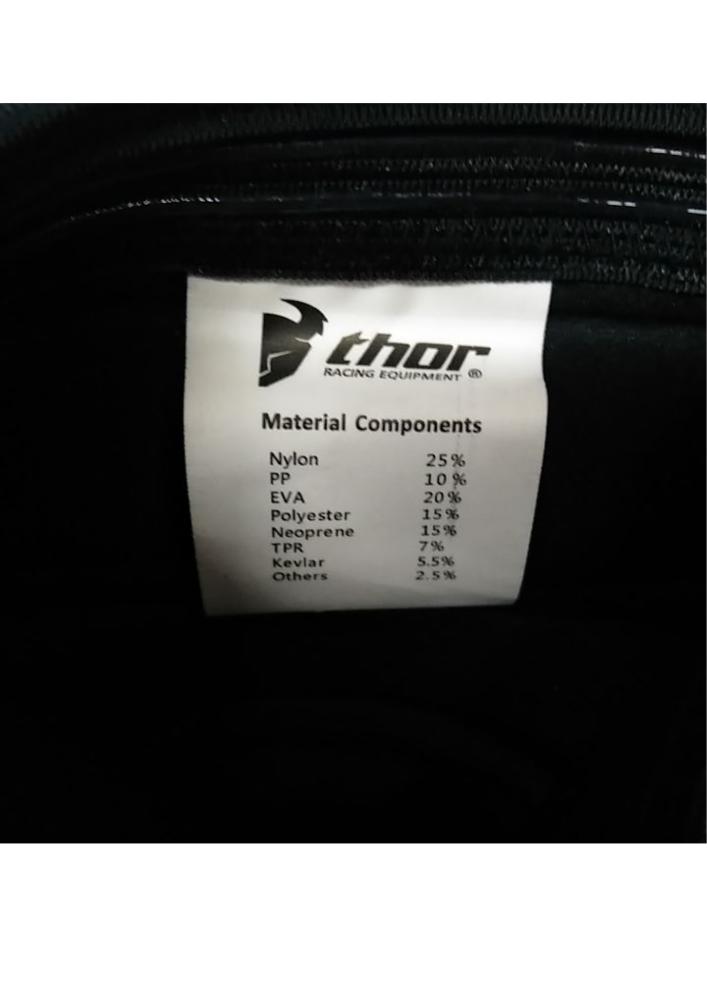 thor
RACING EQUIPMENT ®
Material Components
Nylon 25%
PP 10 %
EVA 20%
Polyester 15%
Neoprene 15%
TPR 7%
Kevlar 5.5%
Others 2.5%